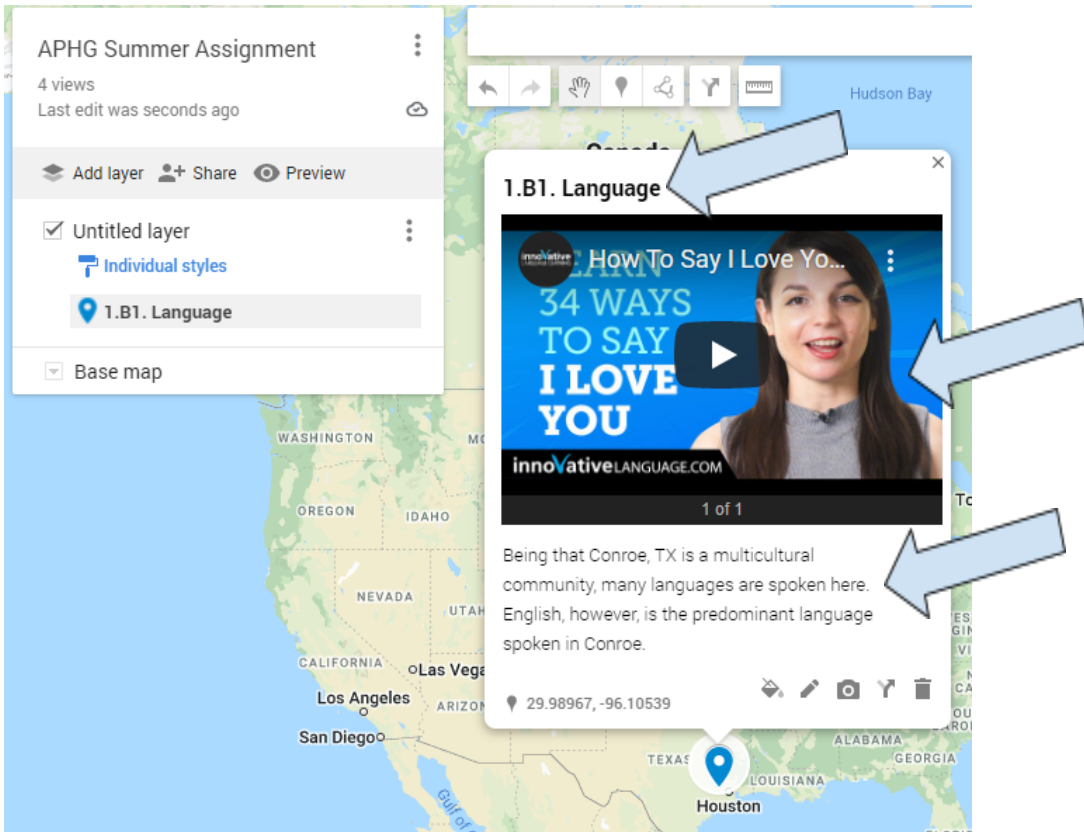 APHG Summer Assignment
4 views
Last edit was seconds ago
Add layer Share Preview
Untitled layer
Individual styles
1.B1. Language
Base map
Hudson Bay
Canada
1.B1. Language
innovative
How To Say I Love Yo...
LEARN
34 WAYS
TO SAY
I LOVE
YOU
innoVativeLANGUAGE.COM
1 of 1
Being that Conroe, TX is a multicultural
community, many languages are spoken here.
English, however, is the predominant language
spoken in Conroe.
29.98967, -96.10539
WASHINGTON
OREGON
IDAHO
NEVADA
UTAH
CALIFORNIA
Las Vega
Los Angeles
ARIZON
San Diego
Gulf of
TEXAS
LOUISIANA
Houston
ALABAMA
GEORGIA